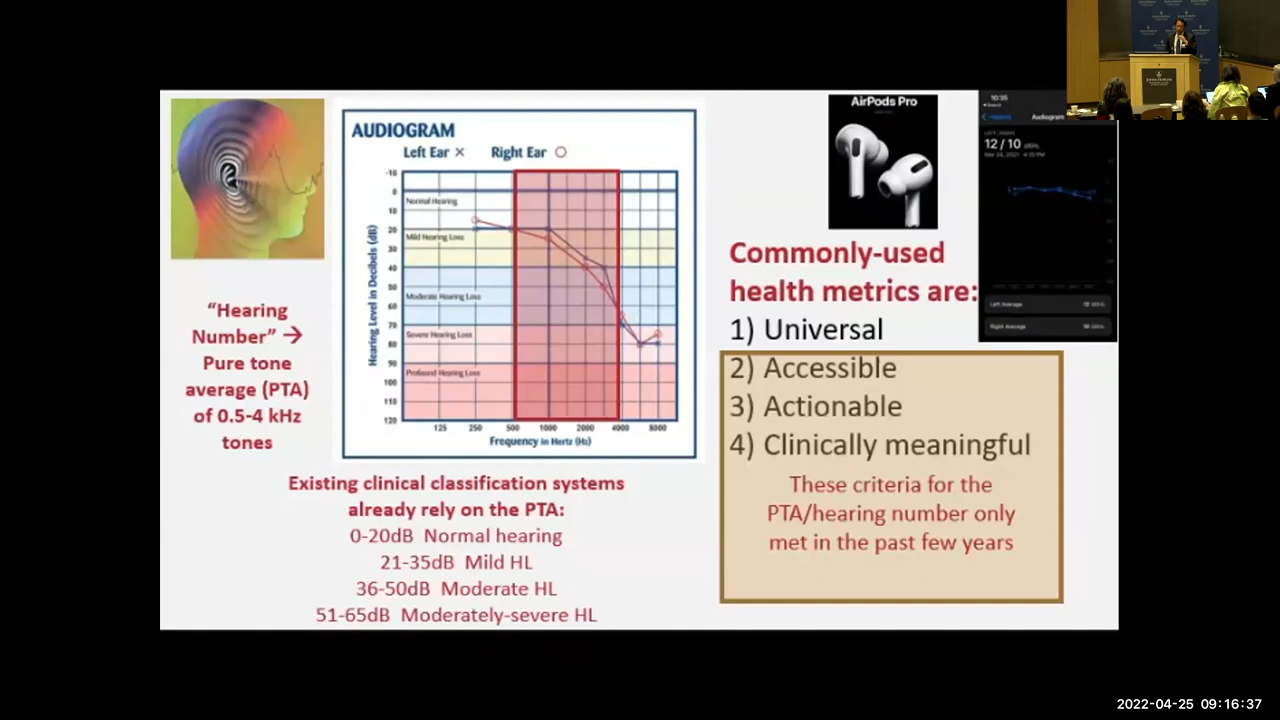 AUDIOGRAM
Left Ear × Right Ear ○
-10
0
10
20
30
40
50
60
70
80
90
100
110
120
Normal Hearing
Mild Hearing Loss
Moderate Hearing Loss
Severe Hearing Loss
Profound Hearing Loss
Hearing Level in Decibels (dB)
125 250 500 1000 2000 4000 8000
Frequency in Hertz (Hz)
“Hearing
Number” →
Pure tone
average (PTA)
of 0.5-4 kHz
tones
Existing clinical classification systems
already rely on the PTA:
0-20dB Normal hearing
21-35dB Mild HL
36-50dB Moderate HL
51-65dB Moderately-severe HL
AirPods Pro
10:35
Audiogram
12 / 10 dBHL
Mar 24, 2021 4:15 PM
Left Average
Right Average
Commonly-used
health metrics are:
1) Universal
2) Accessible
3) Actionable
4) Clinically meaningful
These criteria for the
PTA/hearing number only
met in the past few years
2022-04-25 09:16:37